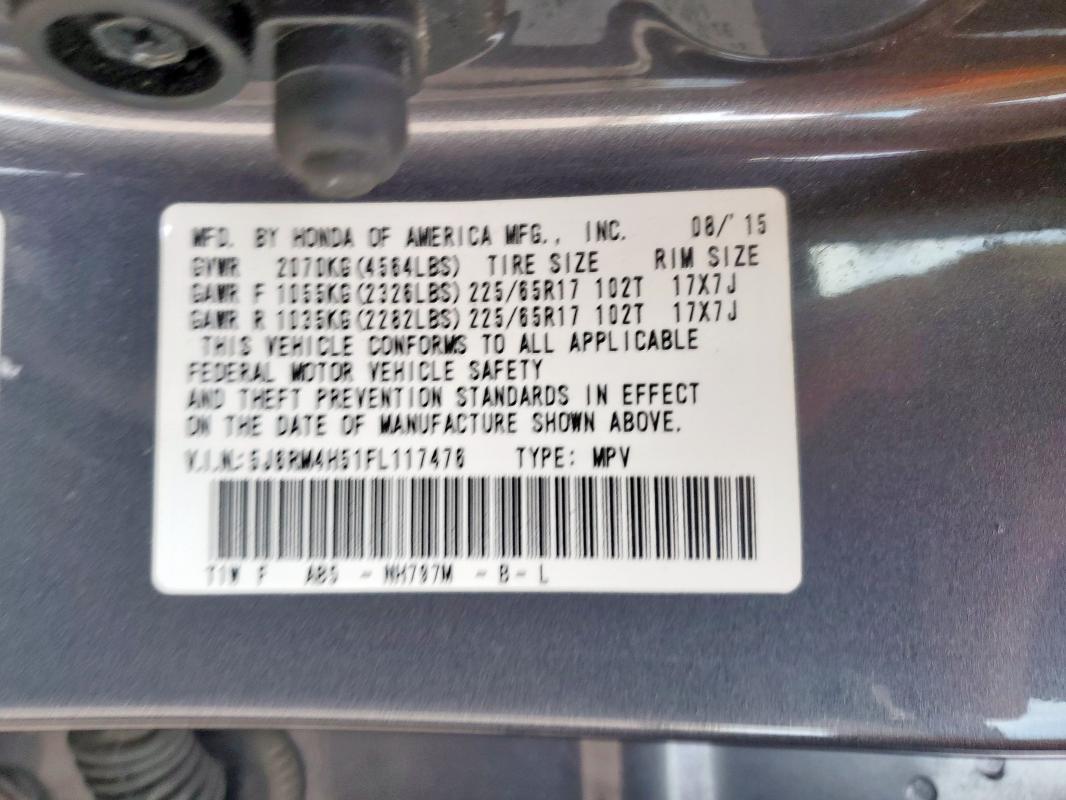 MFD. BY HONDA OF AMERICA MFG., INC. 08/'15
GVWR 2070KG(4564LBS) TIRE SIZE RIM SIZE
GAWR F 1055KG(2326LBS) 225/65R17 102T 17X7J
GAWR R 1035KG(2282LBS) 225/65R17 102T 17X7J
THIS VEHICLE CONFORMS TO ALL APPLICABLE
FEDERAL MOTOR VEHICLE SAFETY
AND THEFT PREVENTION STANDARDS IN EFFECT
ON THE DATE OF MANUFACTURE SHOWN ABOVE.
V.I.N.: TYPE: MPV
T1W F - NH797M - B - L